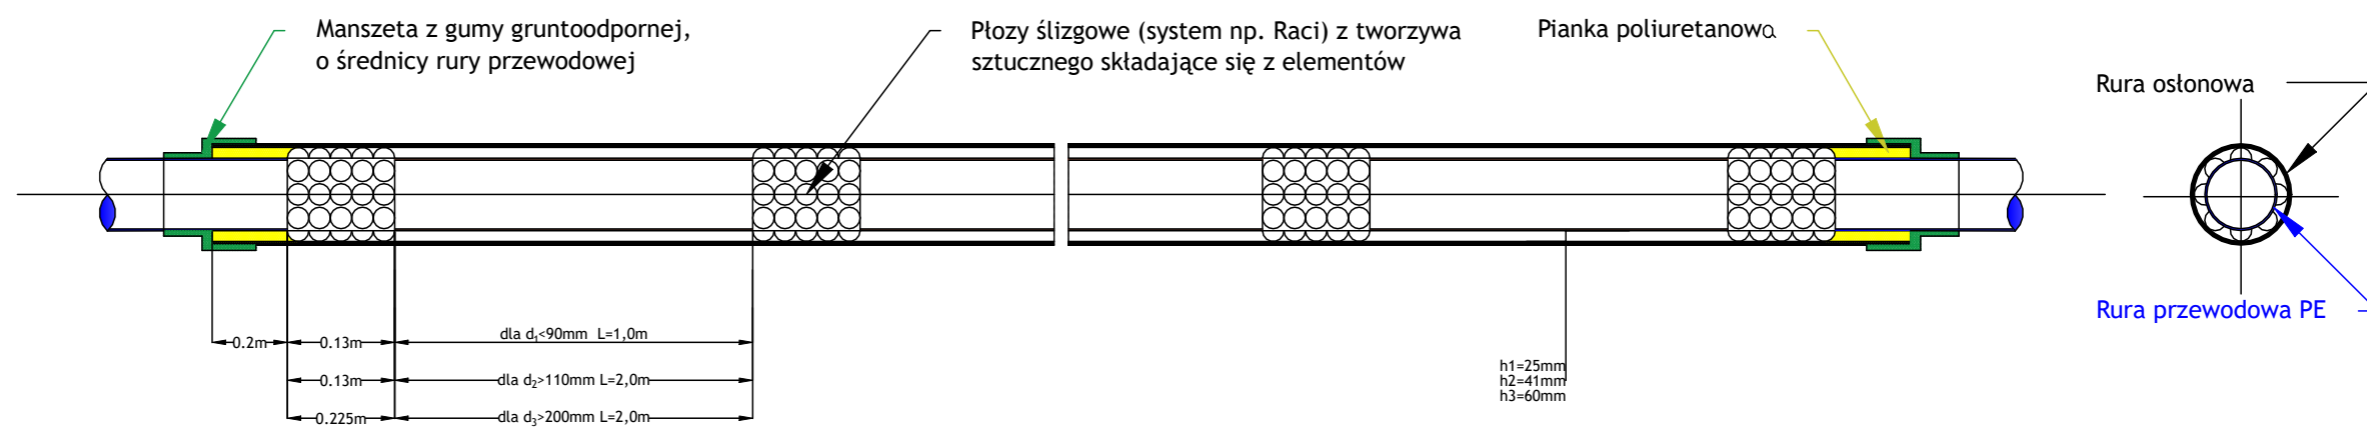 Manszeta z gumy gruntoodpornej,
o średnicy rury przewodowej
Płozy ślizgowe (system np. Raci) z tworzywa
sztucznego składające się z elementów
Pianka poliuretanowa
Rura osłonowa
Rura przewodowa PE
0.2m
0.13m
dla d₁<90mm L=1,0m
0.13m
dla d₂>110mm L=2,0m
0.225m
dla d₃>200mm L=2,0m
h1=25mm
h2=41mm
h3=60mm